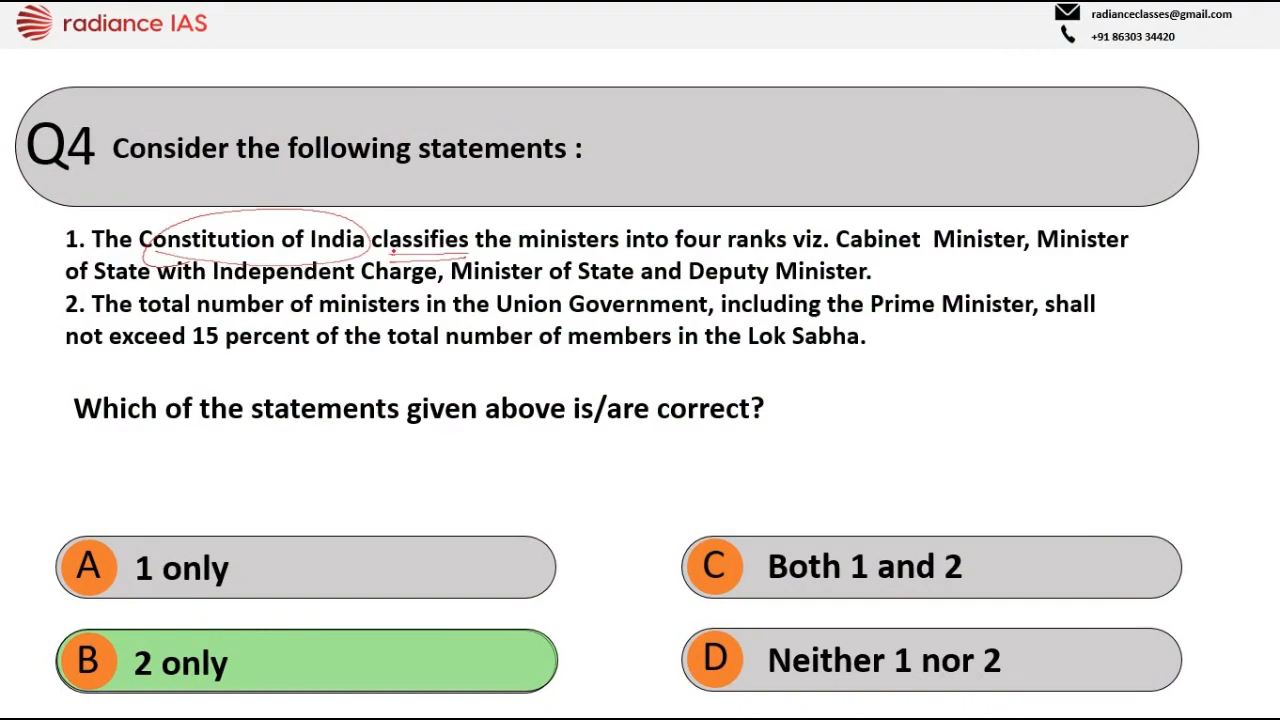 radiance IAS
radianceclasses@gmail.com
+91 86303 34420
Q4 Consider the following statements :
1. The Constitution of India classifies the ministers into four ranks viz. Cabinet Minister, Minister
of State with Independent Charge, Minister of State and Deputy Minister.
2. The total number of ministers in the Union Government, including the Prime Minister, shall
not exceed 15 percent of the total number of members in the Lok Sabha.
Which of the statements given above is/are correct?
A 1 only
C Both 1 and 2
B 2 only
D Neither 1 nor 2